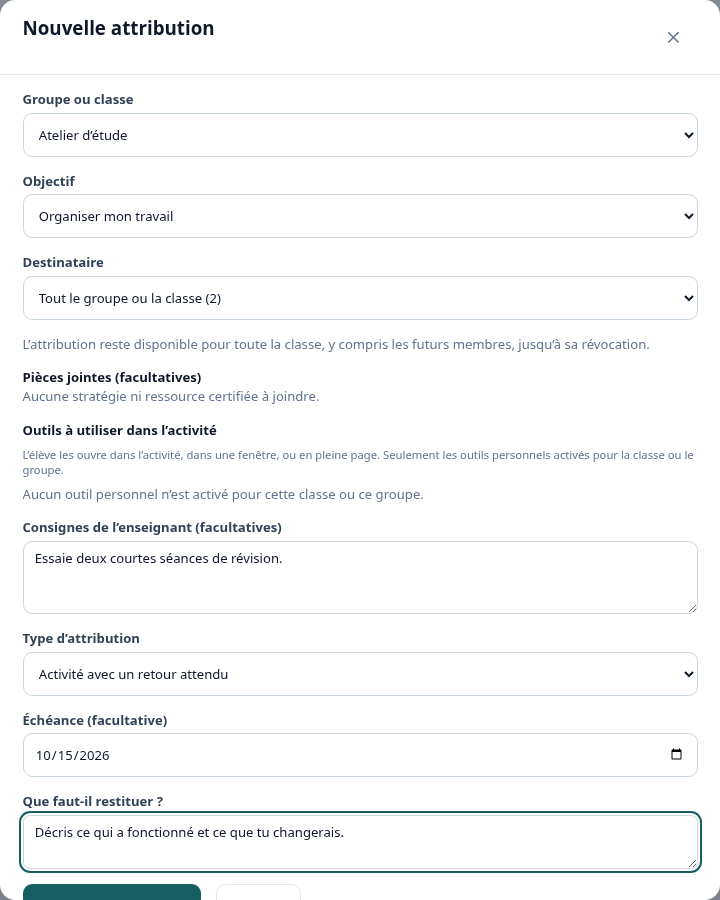 Nouvelle attribution
Groupe ou classe
Atelier d’étude
Objectif
Organiser mon travail
Destinataire
Tout le groupe ou la classe (2)
L’attribution reste disponible pour toute la classe, y compris les futurs membres, jusqu’à sa révocation.
Pièces jointes (facultatives)
Aucune stratégie ni ressource certifiée à joindre.
Outils à utiliser dans l’activité
L’élève les ouvre dans l’activité, dans une fenêtre, ou en pleine page. Seulement les outils personnels activés pour la classe ou le
groupe.
Aucun outil personnel n’est activé pour cette classe ou ce groupe.
Consignes de l’enseignant (facultatives)
Essaie deux courtes séances de révision.
Type d’attribution
Activité avec un retour attendu
Échéance (facultative)
10/15/2026
Que faut-il restituer ?
Décris ce qui a fonctionné et ce que tu changerais.